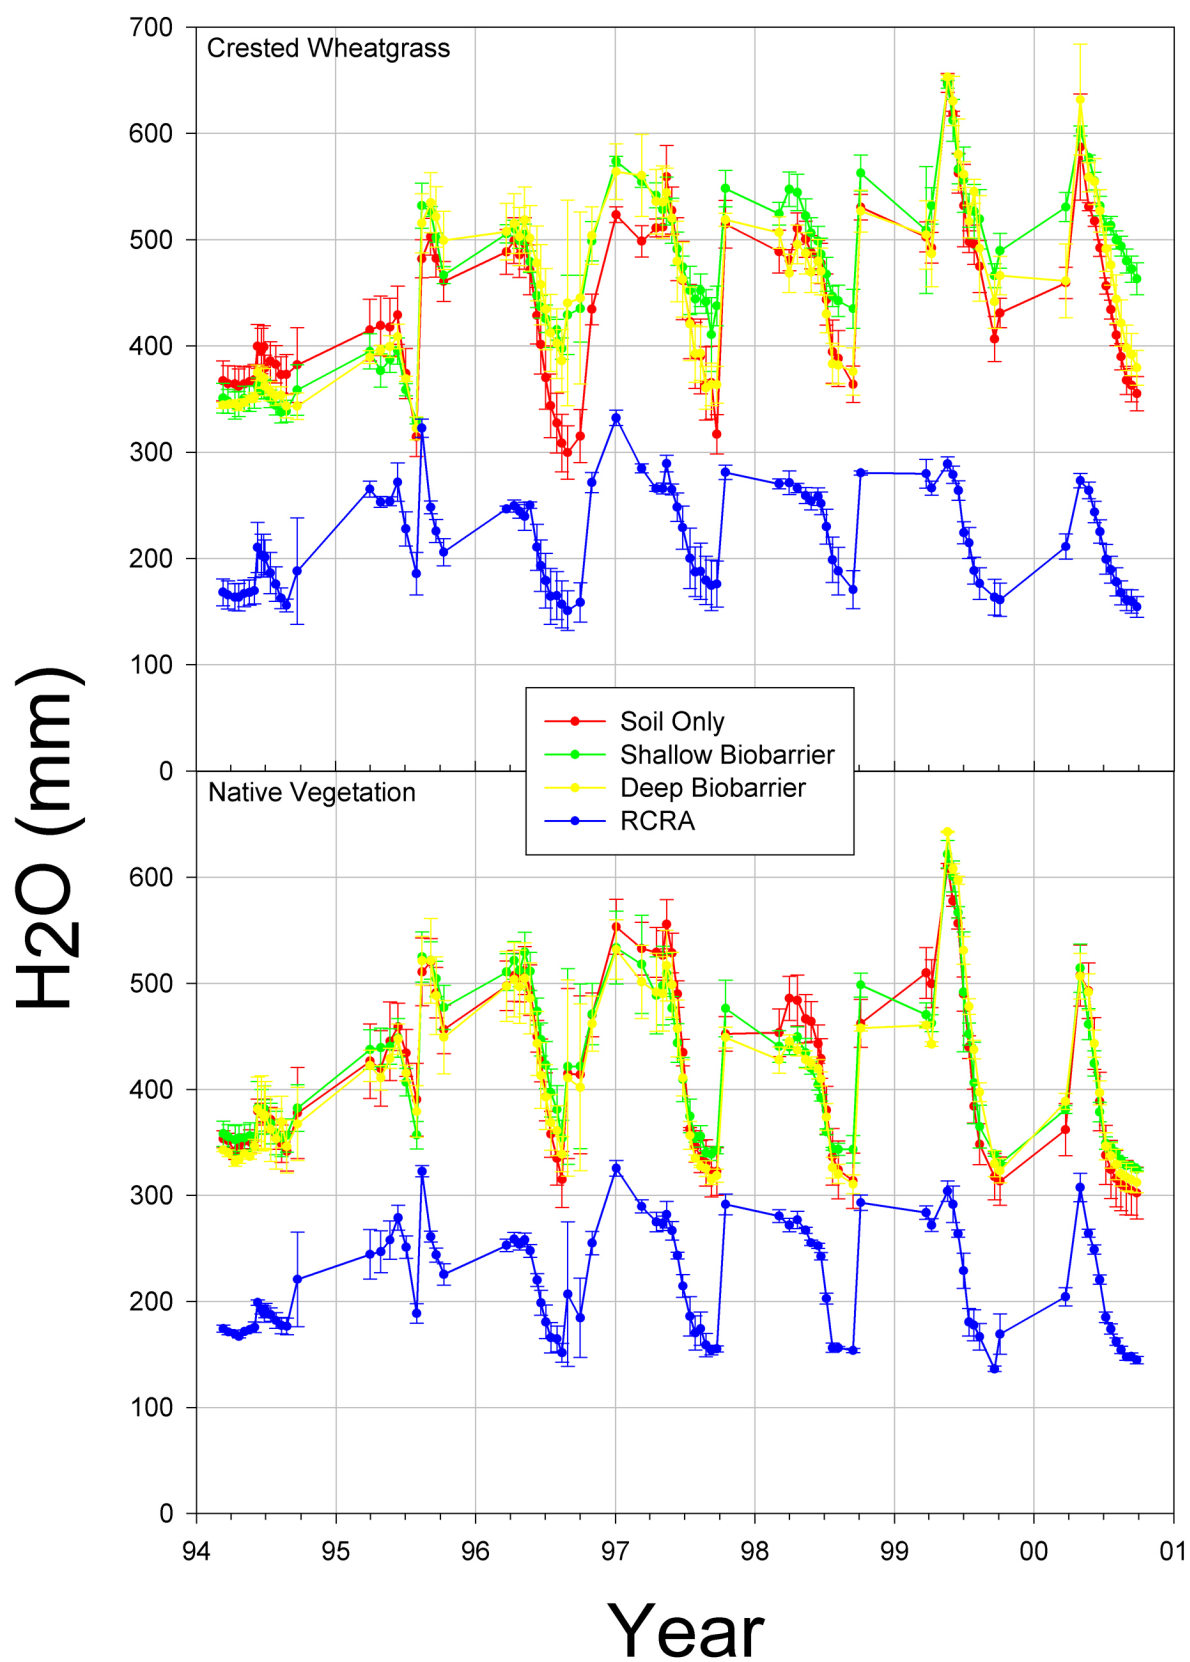 700
Crested Wheatgrass
600
500
400
300
200
100
0
Soil Only
Shallow Biobarrier
Deep Biobarrier
RCRA
Native Vegetation
600
500
400
300
200
100
0
94 95 96 97 98 99 00 01
H2O (mm)
Year